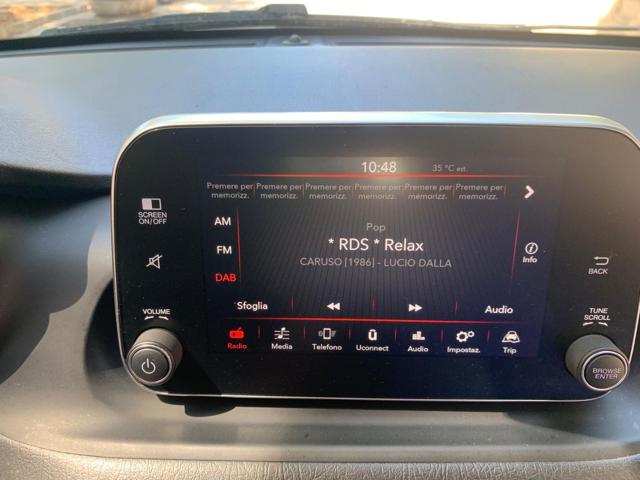 10:48 35 °C est.
Premere per memorizz. Premere per memorizz. Premere per memorizz. Premere per memorizz. Premere per memorizz. Premere per memorizz.
SCREEN ON/OFF
AM
FM
DAB
Pop
* RDS * Relax
CARUSO [1986] - LUCIO DALLA
Info
BACK
Sfoglia Audio
VOLUME
TUNE SCROLL
Radio Media Telefono Uconnect Audio Impostaz. Trip
BROWSE ENTER